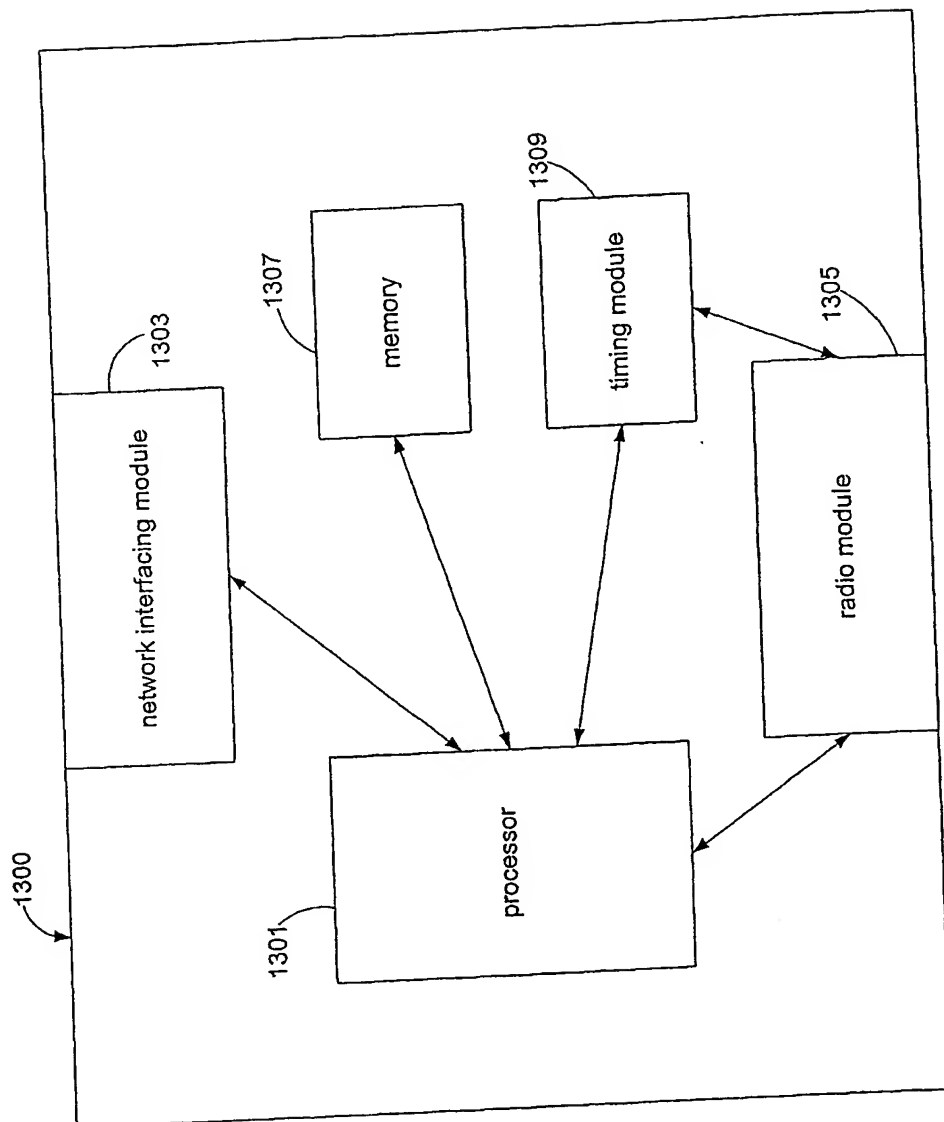 1300
1301
processor
1303
network interfacing module
1307
memory
1309
timing module
1305
radio module